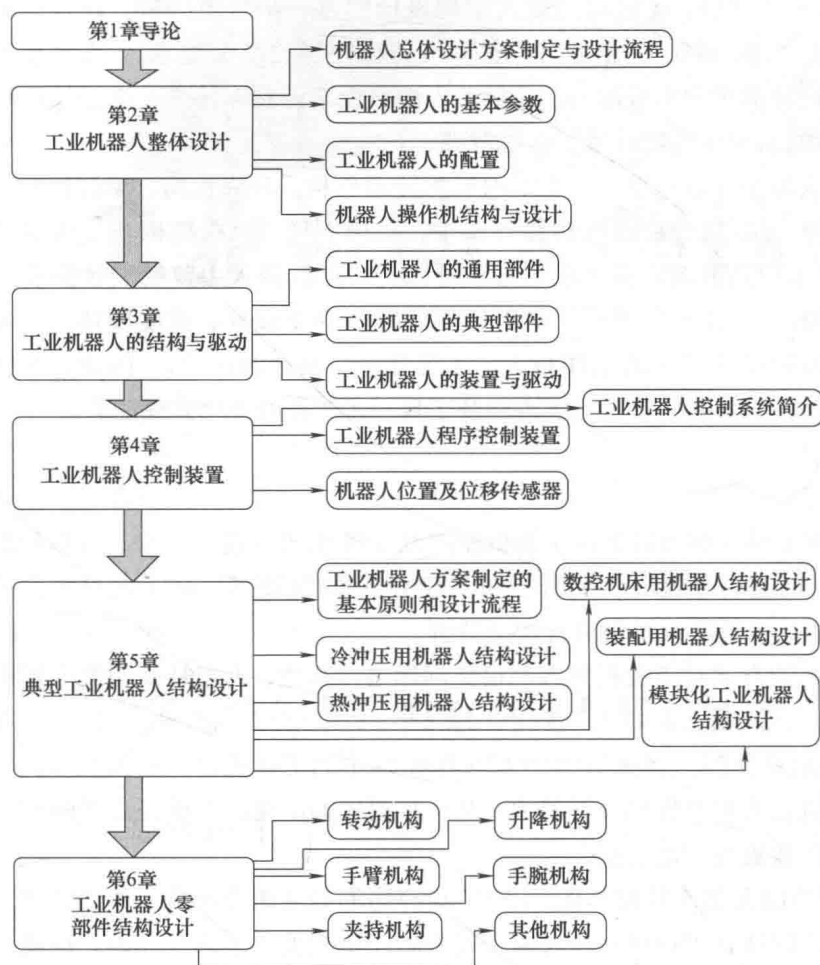 第1章导论
机器人总体设计方案制定与设计流程
第2章
工业机器人整体设计
工业机器人的基本参数
工业机器人的配置
机器人操作机结构与设计
第3章
工业机器人的结构与驱动
工业机器人的通用部件
工业机器人的典型部件
工业机器人的装置与驱动
第4章
工业机器人控制装置
工业机器人控制系统简介
工业机器人程序控制装置
机器人位置及位移传感器
第5章
典型工业机器人结构设计
工业机器人方案制定的
基本原则和设计流程
冷冲压用机器人结构设计
热冲压用机器人结构设计
数控机床用机器人结构设计
装配用机器人结构设计
模块化工业机器人
结构设计
第6章
工业机器人零
部件结构设计
转动机构
升降机构
手臂机构
手腕机构
夹持机构
其他机构